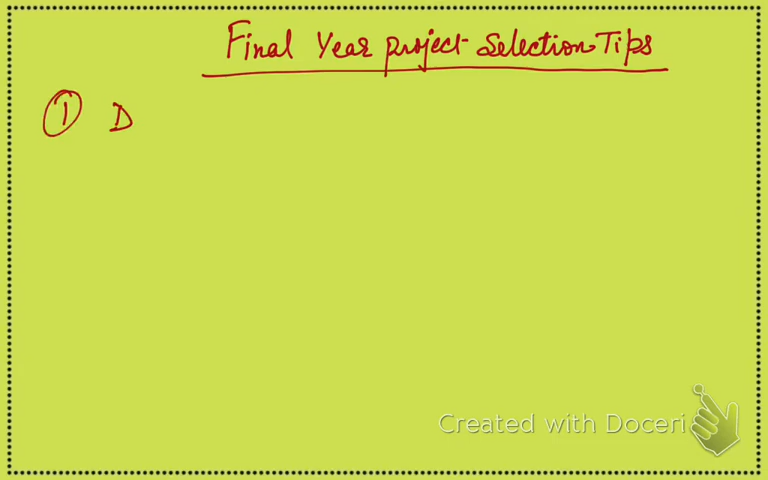 Final Year project Selection Tips
① D
Created with Doceri